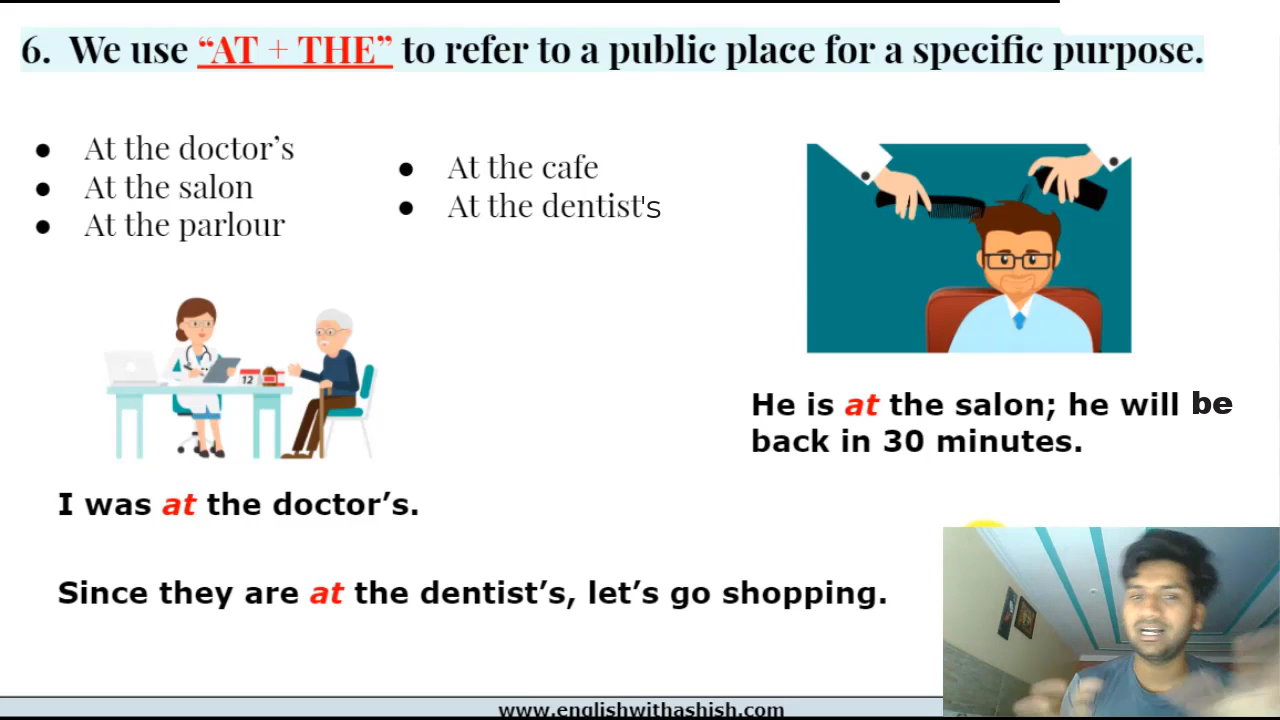 6. We use “AT + THE” to refer to a public place for a specific purpose.
● At the doctor’s
● At the salon
● At the parlour
● At the cafe
● At the dentist's
12
He is at the salon; he will be
back in 30 minutes.
I was at the doctor’s.
Since they are at the dentist’s, let’s go shopping.
www.englishwithashish.com